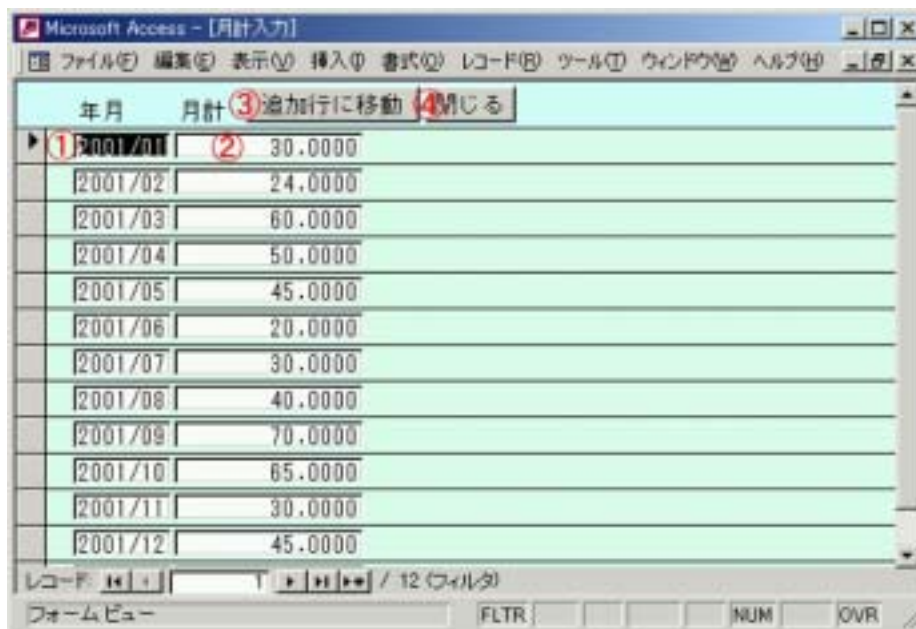 Microsoft Access - [月計入力]
ファイル(F) 編集(E) 表示(V) 挿入(I) 書式(O) レコード(R) ツール(T) ウィンドウ(W) ヘルプ(H)
年月 月計 ③追加行に移動 ④閉じる
①2001/01 ② 30.0000
2001/02 24.0000
2001/03 60.0000
2001/04 50.0000
2001/05 45.0000
2001/06 20.0000
2001/07 30.0000
2001/08 40.0000
2001/09 70.0000
2001/10 65.0000
2001/11 30.0000
2001/12 45.0000
レコード: 1 / 12 (フィルタ)
フォーム ビュー FLTR NUM OVR